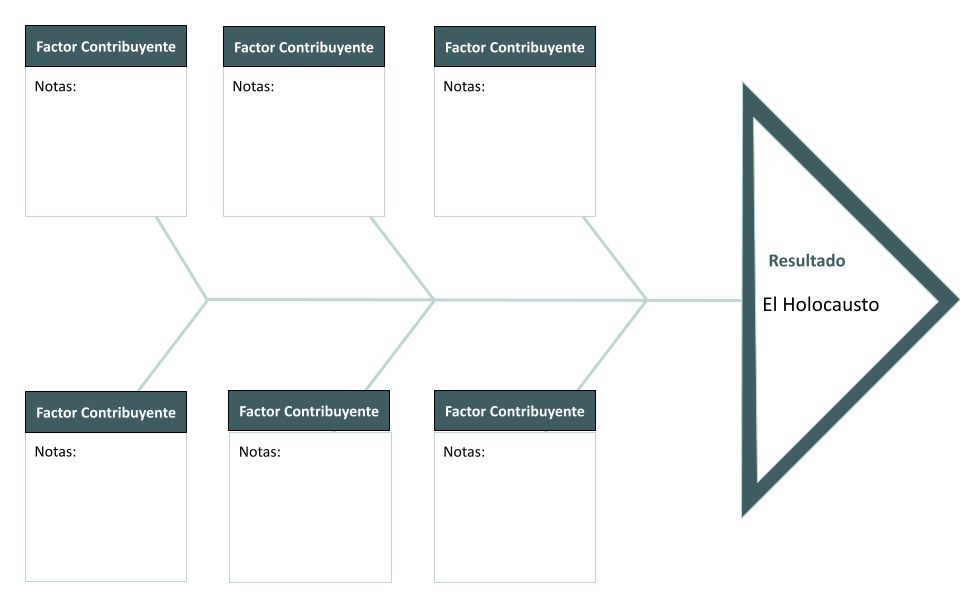 Factor Contribuyente
Notas:
Factor Contribuyente
Notas:
Factor Contribuyente
Notas:
Resultado
El Holocausto
Factor Contribuyente
Notas:
Factor Contribuyente
Notas:
Factor Contribuyente
Notas: